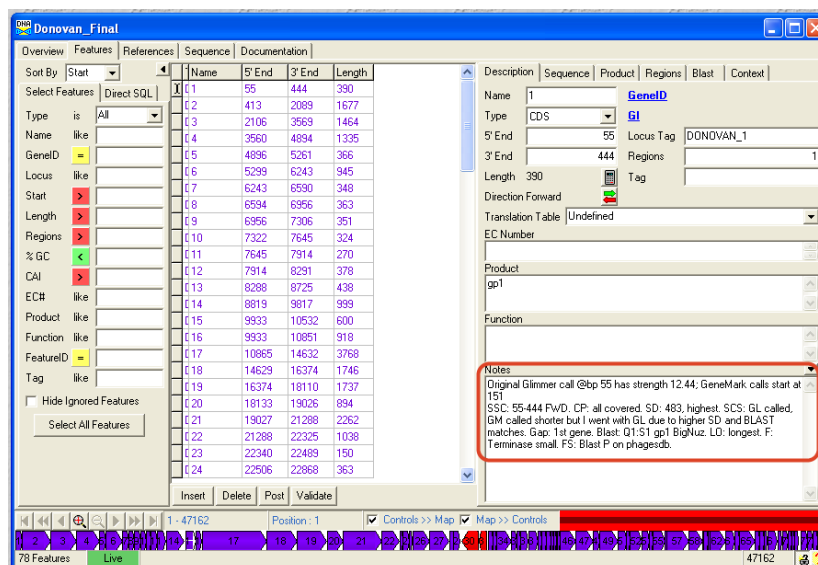 Donovan_Final
Overview Features References Sequence Documentation
Sort By Start
Select Features Direct SQL
Type is All
Name like
GeneID =
Locus like
Start >
Length >
Regions >
% GC <
CAI >
EC# like
Product like
Function like
FeatureID =
Tag like
Hide Ignored Features
Select All Features
Name 5' End 3' End Length
1 55 444 390
2 413 2089 1677
3 2106 3569 1464
4 3560 4894 1335
5 4896 5261 366
6 5299 6243 945
7 6243 6590 348
8 6594 6956 363
9 6956 7306 351
10 7322 7645 324
11 7645 7914 270
12 7914 8291 378
13 8288 8725 438
14 8819 9817 999
15 9933 10532 600
16 9933 10851 918
17 10865 14632 3768
18 14629 16374 1746
19 16374 18110 1737
20 18133 19026 894
21 19027 21288 2262
22 21288 22325 1038
23 22340 22489 150
24 22506 22868 363
Insert Delete Post Validate
Description Sequence Product Regions Blast Context
Name 1 GeneID
Type CDS GI
5' End 55 Locus Tag DONOVAN_1
3' End 444 Regions 1
Length 390 Tag
Direction Forward
Translation Table Undefined
EC Number
Product
gp1
Function
Notes
Original Glimmer call @bp 55 has strength 12.44; GeneMark calls start at
151
SSC: 55-444 FWD. CP: all covered. SD: 483, highest. SCS: GL called,
GM called shorter but I went with GL due to higher SD and BLAST
matches. Gap: 1st gene. Blast: Q1:S1 gp1 BigNuz. LO: longest. F:
Terminase small. FS: Blast P on phagesdb.
1 - 47162 Position : 1 Controls >> Map Map >> Controls
2 3 4 17 18 19 20 21
78 Features Live 47162